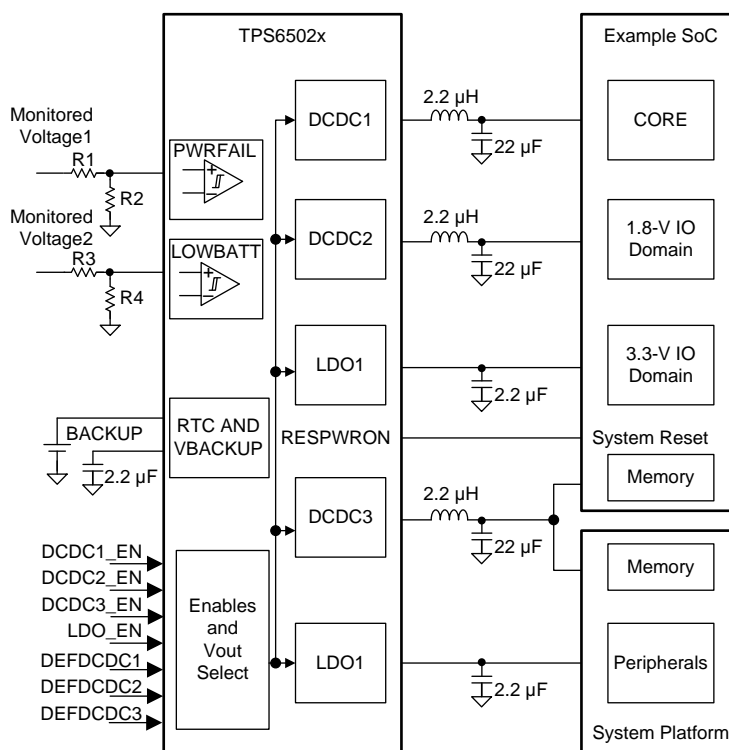 TPS6502x
Example SoC
Monitored
Voltage1
R1
R2
Monitored
Voltage2
R3
R4
PWRFAIL
+
−
LOWBATT
+
−
DCDC1
2.2 µH
22 µF
CORE
DCDC2
2.2 µH
22 µF
1.8-V IO
Domain
LDO1
2.2 µF
3.3-V IO
Domain
BACKUP
2.2 µF
RTC AND
VBACKUP
RESPWRON
System Reset
Memory
DCDC3
2.2 µH
22 µF
Memory
DCDC1_EN
DCDC2_EN
DCDC3_EN
LDO_EN
DEFDCDC1
DEFDCDC2
DEFDCDC3
Enables
and
Vout
Select
LDO1
2.2 µF
Peripherals
System Platform